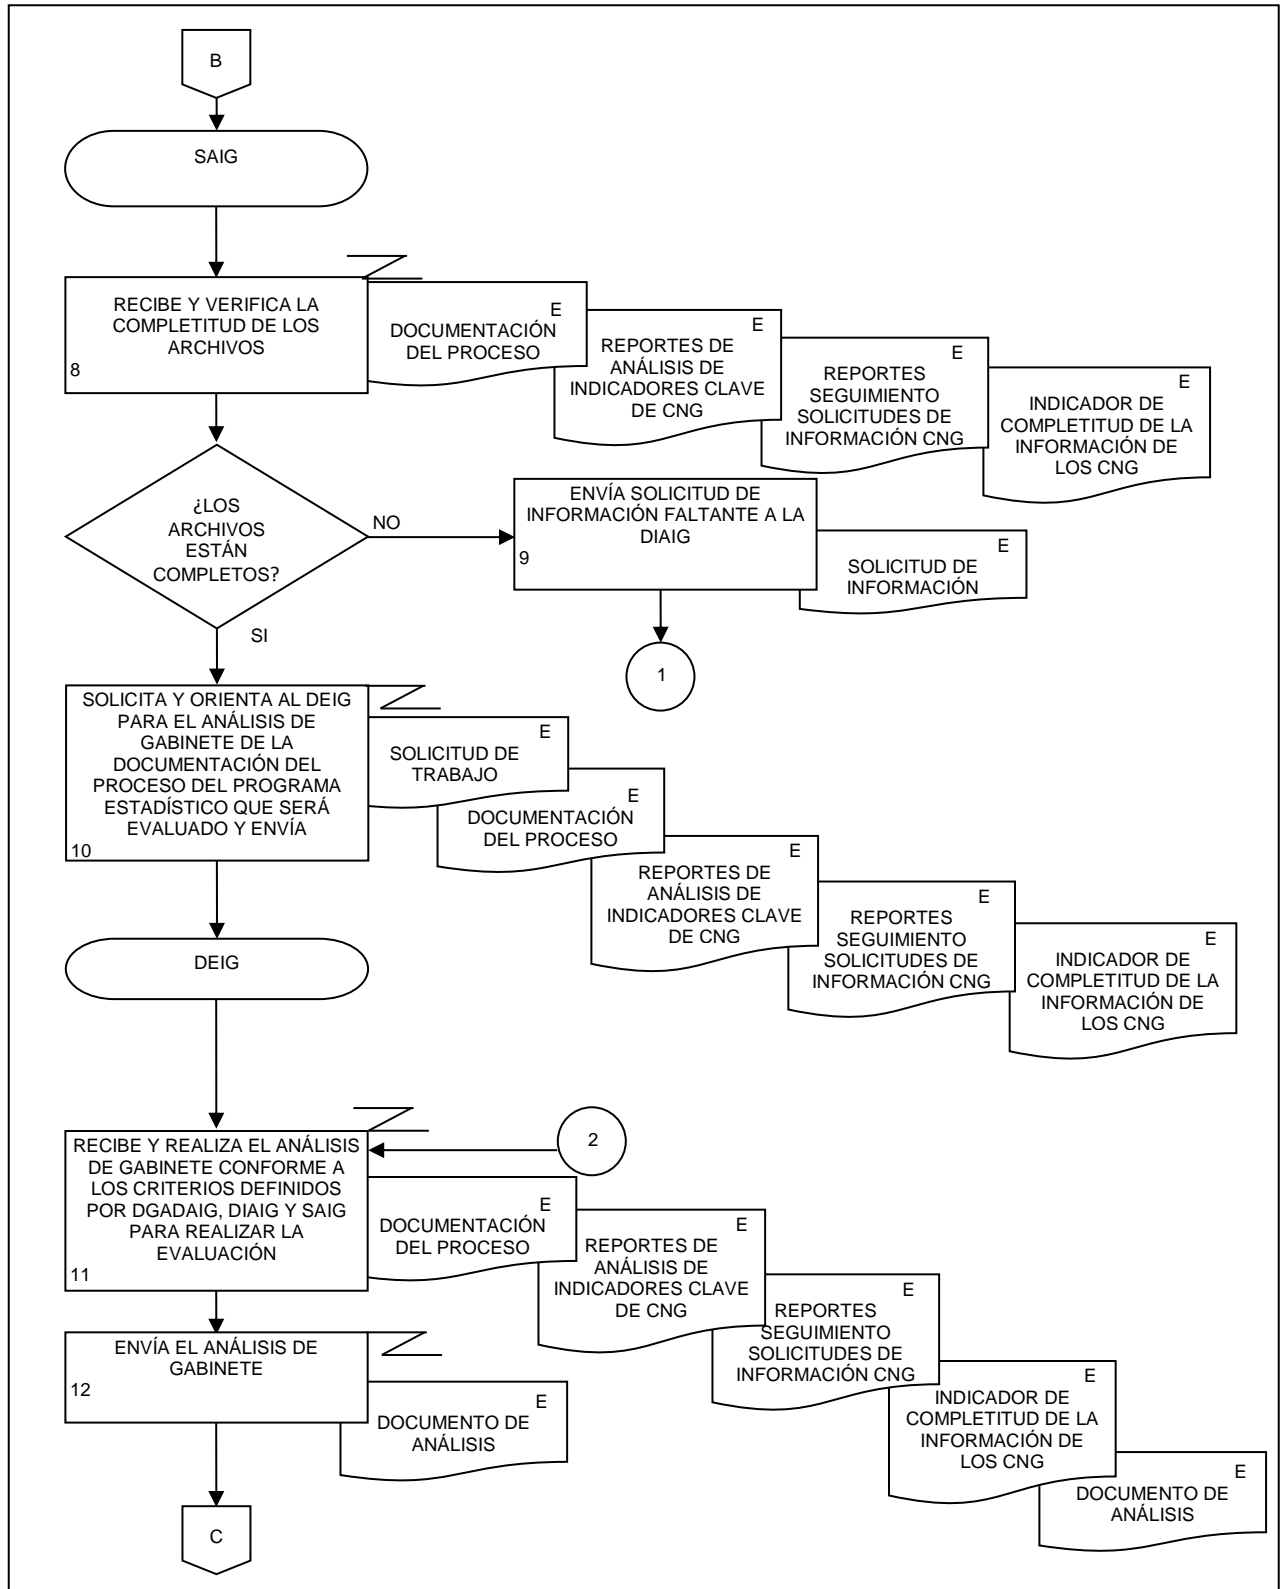 B
SAIG
RECIBE Y VERIFICA LA
COMPLETITUD DE LOS
ARCHIVOS
8
E
DOCUMENTACIÓN
DEL PROCESO
E
REPORTES DE
ANÁLISIS DE
INDICADORES CLAVE
DE CNG
E
REPORTES
SEGUIMIENTO
SOLICITUDES DE
INFORMACIÓN CNG
E
INDICADOR DE
COMPLETITUD DE LA
INFORMACIÓN DE
LOS CNG
¿LOS
ARCHIVOS
ESTÁN
COMPLETOS?
NO
ENVÍA SOLICITUD DE
INFORMACIÓN FALTANTE A LA
DIAIG
9
E
SOLICITUD DE
INFORMACIÓN
1
SI
SOLICITA Y ORIENTA AL DEIG
PARA EL ANÁLISIS DE
GABINETE DE LA
DOCUMENTACIÓN DEL
PROCESO DEL PROGRAMA
ESTADÍSTICO QUE SERÁ
EVALUADO Y ENVÍA
10
E
SOLICITUD DE
TRABAJO
E
DOCUMENTACIÓN
DEL PROCESO
E
REPORTES DE
ANÁLISIS DE
INDICADORES CLAVE
DE CNG
E
REPORTES
SEGUIMIENTO
SOLICITUDES DE
INFORMACIÓN CNG
E
INDICADOR DE
COMPLETITUD DE LA
INFORMACIÓN DE
LOS CNG
DEIG
2
RECIBE Y REALIZA EL ANÁLISIS
DE GABINETE CONFORME A
LOS CRITERIOS DEFINIDOS
POR DGADAIG, DIAIG Y SAIG
PARA REALIZAR LA
EVALUACIÓN
11
E
DOCUMENTACIÓN
DEL PROCESO
E
REPORTES DE
ANÁLISIS DE
INDICADORES CLAVE
DE CNG
E
REPORTES
SEGUIMIENTO
SOLICITUDES DE
INFORMACIÓN CNG
E
INDICADOR DE
COMPLETITUD DE LA
INFORMACIÓN DE
LOS CNG
E
DOCUMENTO DE
ANÁLISIS
ENVÍA EL ANÁLISIS DE
GABINETE
12
E
DOCUMENTO DE
ANÁLISIS
C